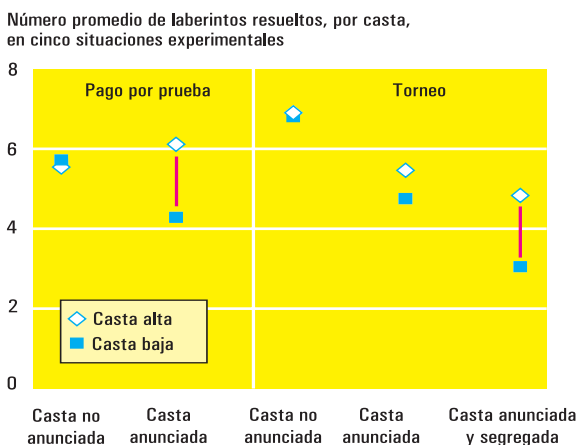 Número promedio de laberintos resueltos, por casta,
en cinco situaciones experimentales
8
Pago por prueba
Torneo
6
4
2
Casta alta
Casta baja
0
Casta no
anunciada
Casta
anunciada
Casta no
anunciada
Casta
anunciada
Casta anunciada
y segregada